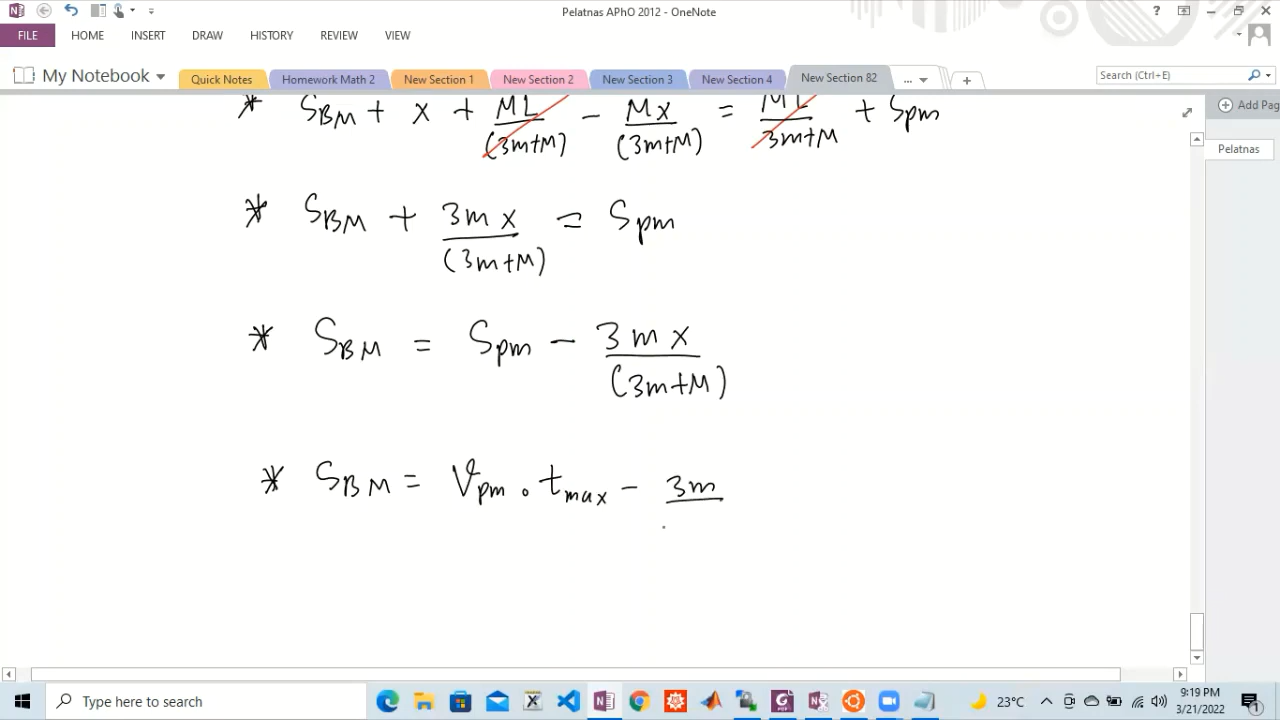 Pelatnas APhO 2012 - OneNote
FILE HOME INSERT DRAW HISTORY REVIEW VIEW
My Notebook Quick Notes Homework Math 2 New Section 1 New Section 2 New Section 3 New Section 4 New Section 82 ... + Search (Ctrl+E)
Add Pag
Pelatnas
* S_BM + x + ML/(3m+M) - Mx/(3m+M) = ML/3m+M + S_pm
* S_BM + 3mx/(3m+M) = S_pm
* S_BM = S_pm - 3mx/(3m+M)
* S_BM = V_pm . t_max - 3m
Type here to search
23°C
9:19 PM
3/21/2022